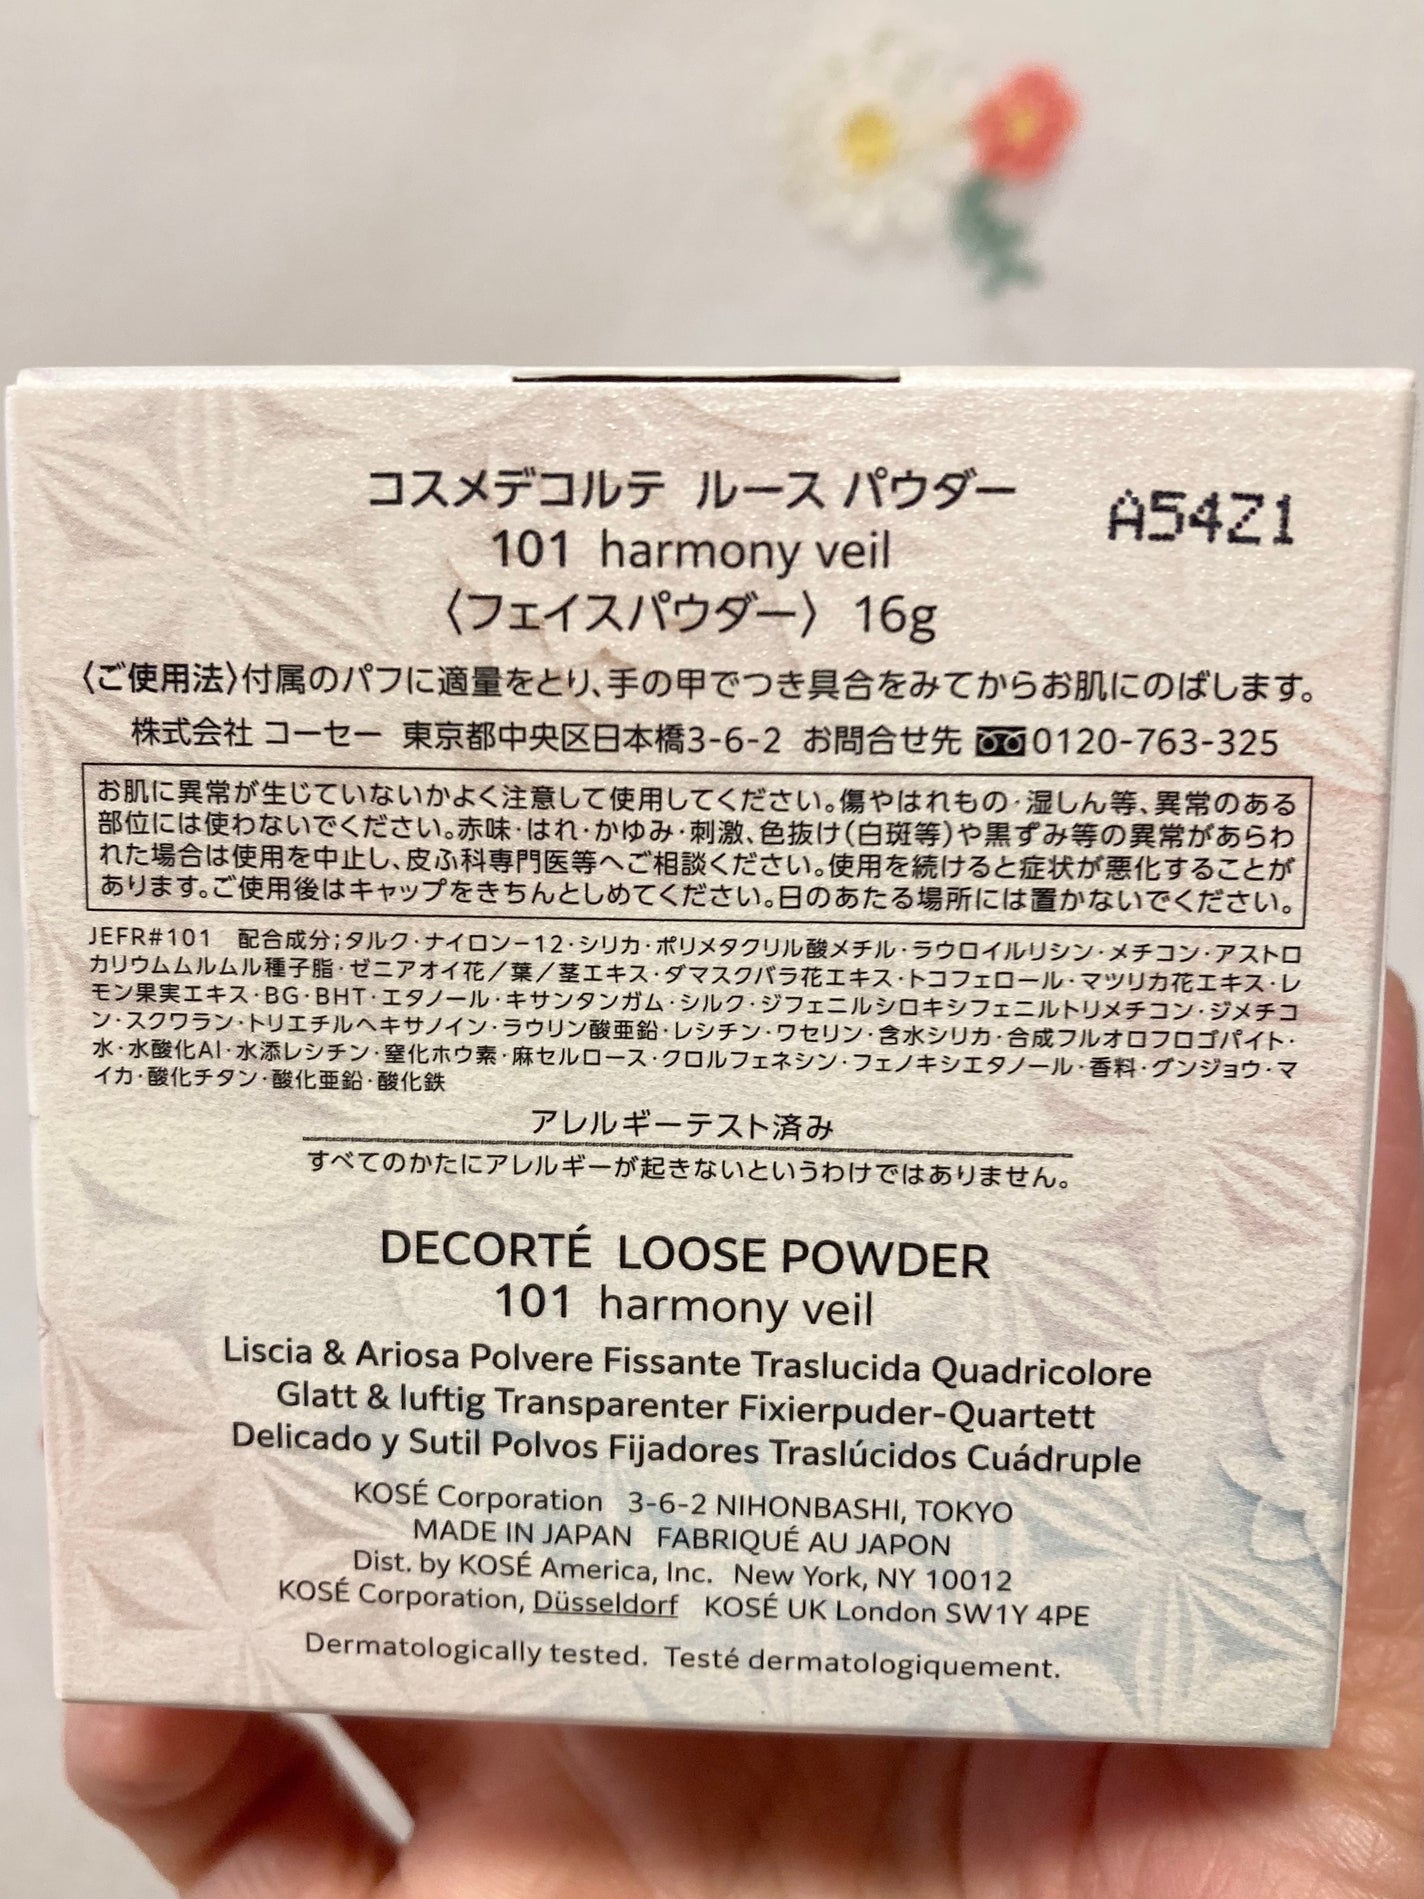 コスメデコルテ ルース パウダー
A54Z1
101 harmony veil
〈フェイスパウダー〉 16g
〈ご使用法〉付属のパフに適量をとり、手の甲でつき具合をみてからお肌にのばします。
株式会社 コーセー 東京都中央区日本橋3-6-2 お問合せ先 0120-763-325
お肌に異常が生じていないかよく注意して使用してください。傷やはれもの・湿しん等、異常のある
部位には使わないでください。赤味・はれ・かゆみ・刺激、色抜け(白斑等)や黒ずみ等の異常があらわ
れた場合は使用を中止し、皮ふ科専門医等へご相談ください。使用を続けると症状が悪化することが
あります。ご使用後はキャップをきちんとしめてください。日のあたる場所には置かないでください。
JEFR#101 配合成分;タルク・ナイロン−12・シリカ・ポリメタクリル酸メチル・ラウロイルリシン・メチコン・アストロ
カリウムムルムル種子脂・ゼニアオイ花/葉/茎エキス・ダマスクバラ花エキス・トコフェロール・マツリカ花エキス・レ
モン果実エキス・BG・BHT・エタノール・キサンタンガム・シルク・ジフェニルシロキシフェニルトリメチコン・ジメチコ
ン・スクワラン・トリエチルヘキサノイン・ラウリン酸亜鉛・レシチン・ワセリン・含水シリカ・合成フルオロフロゴパイト・
水・水酸化Al・水添レシチン・窒化ホウ素・麻セルロース・クロルフェネシン・フェノキシエタノール・香料・グンジョウ・マ
イカ・酸化チタン・酸化亜鉛・酸化鉄
アレルギーテスト済み
すべてのかたにアレルギーが起きないというわけではありません。
DECORTÉ LOOSE POWDER
101 harmony veil
Liscia & Ariosa Polvere Fissante Traslucida Quadricolore
Glatt & luftig Transparenter Fixierpuder-Quartett
Delicado y Sutil Polvos Fijadores Traslúcidos Cuádruple
KOSÉ Corporation 3-6-2 NIHONBASHI, TOKYO
MADE IN JAPAN FABRIQUÉ AU JAPON
Dist. by KOSÉ America, Inc. New York, NY 10012
KOSÉ Corporation, Düsseldorf KOSÉ UK London SW1Y 4PE
Dermatologically tested. Testé dermatologiquement.